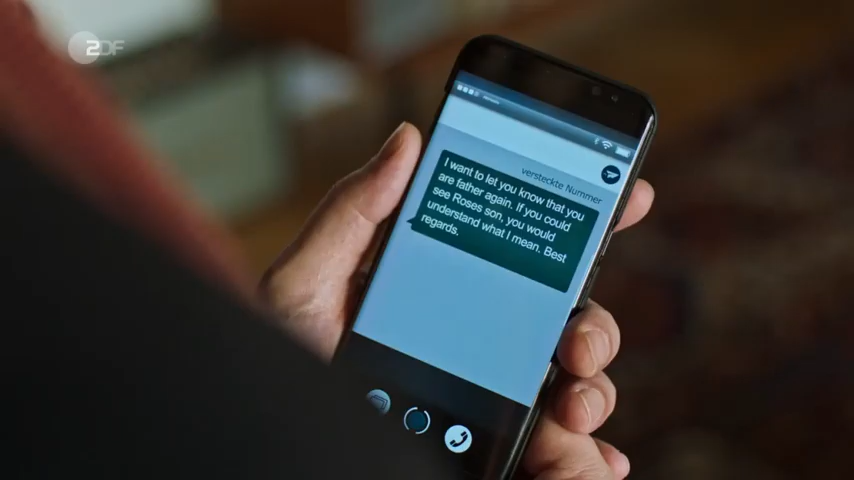 ZDF
versteckte Nummer
I want to let you know that you
are father again. If you could
see Roses son, you would
understand what I mean. Best
regards.